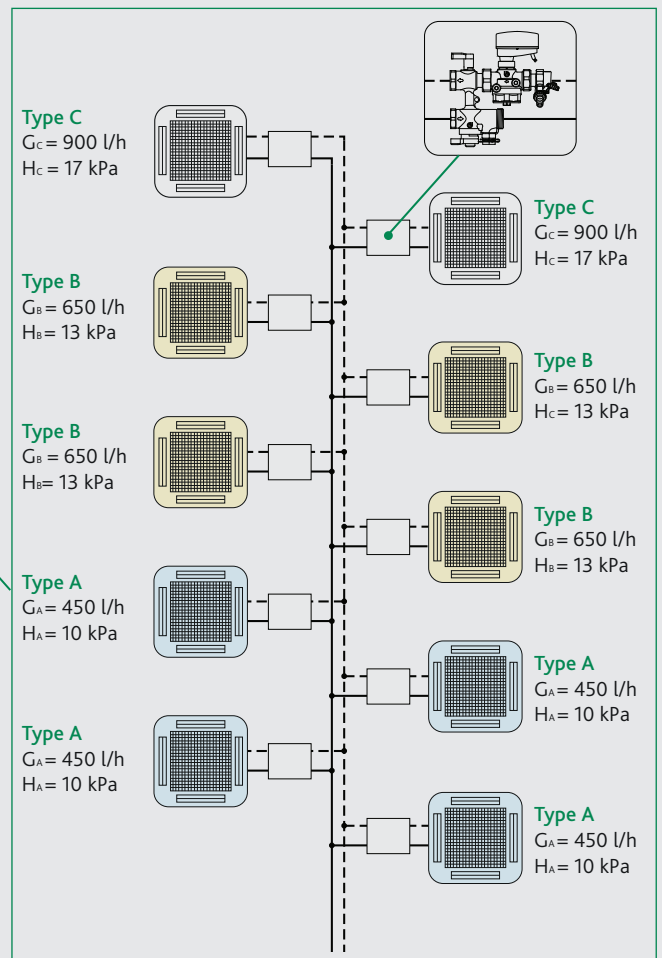 Type C
Gc = 900 l/h
Hc = 17 kPa
Type C
Gc = 900 l/h
Hc = 17 kPa
Type B
GB = 650 l/h
HB = 13 kPa
Type B
GB = 650 l/h
Hc = 13 kPa
Type B
GB = 650 l/h
HB = 13 kPa
Type B
GB = 650 l/h
HB = 13 kPa
Type A
GA = 450 l/h
HA = 10 kPa
Type A
GA = 450 l/h
HA = 10 kPa
Type A
GA = 450 l/h
HA = 10 kPa
Type A
GA = 450 l/h
HA = 10 kPa